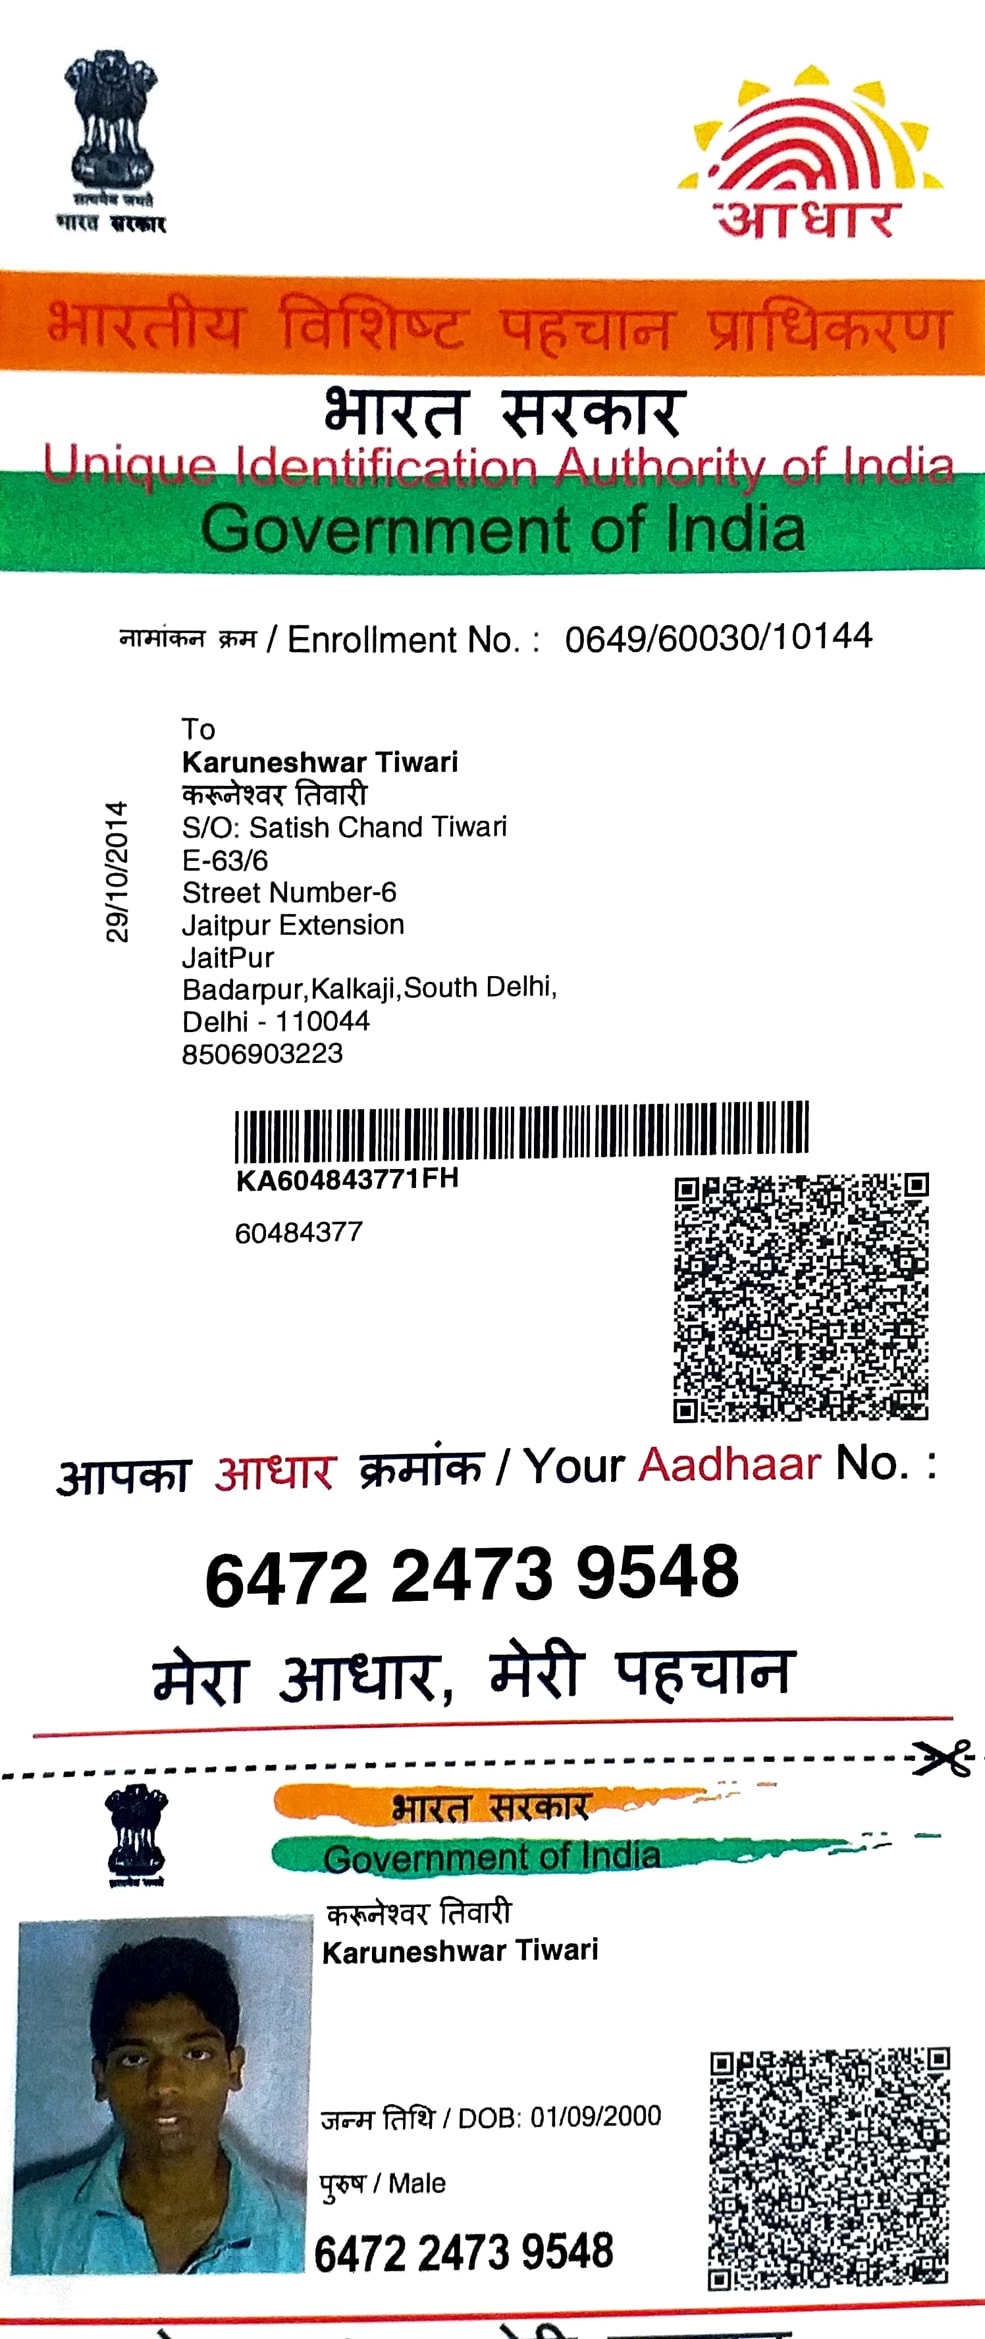 सत्यमेव जयते
भारत सरकार
आधार
भारतीय विशिष्ट पहचान प्राधिकरण
भारत सरकार
Unique Identification Authority of India
Government of India
नामांकन क्रम / Enrollment No. : 0649/60030/10144
29/10/2014
To
Karuneshwar Tiwari
करूनेश्वर तिवारी
S/O: Satish Chand Tiwari
E-63/6
Street Number-6
Jaitpur Extension
JaitPur
Badarpur,Kalkaji,South Delhi,
Delhi - 110044
8506903223
KA604843771FH
60484377
आपका आधार क्रमांक / Your Aadhaar No. :
6472 2473 9548
मेरा आधार, मेरी पहचान
भारत सरकार
Government of India
करूनेश्वर तिवारी
Karuneshwar Tiwari
जन्म तिथि / DOB: 01/09/2000
पुरुष / Male
6472 2473 9548